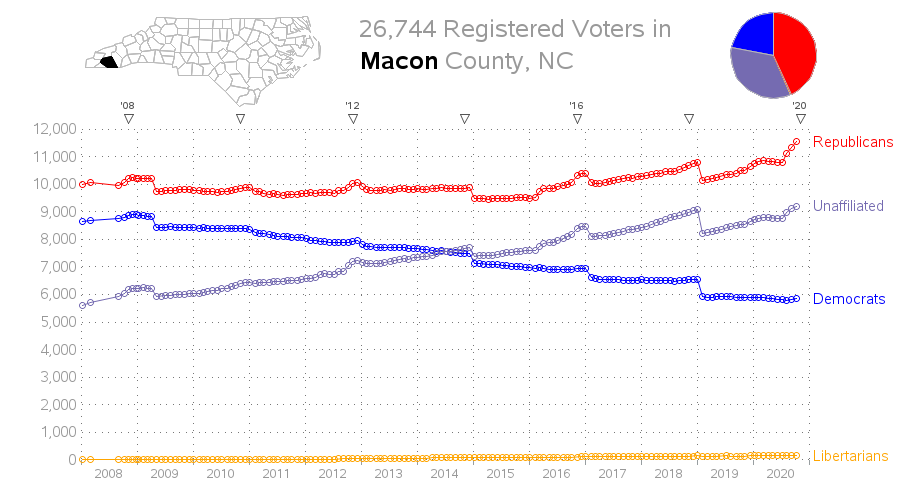 26,744 Registered Voters in
Macon County, NC
'08 '12 '16 '20
12,000
11,000
10,000
9,000
8,000
7,000
6,000
5,000
4,000
3,000
2,000
1,000
0
Republicans
Unaffiliated
Democrats
Libertarians
2008 2009 2010 2011 2012 2013 2014 2015 2016 2017 2018 2019 2020